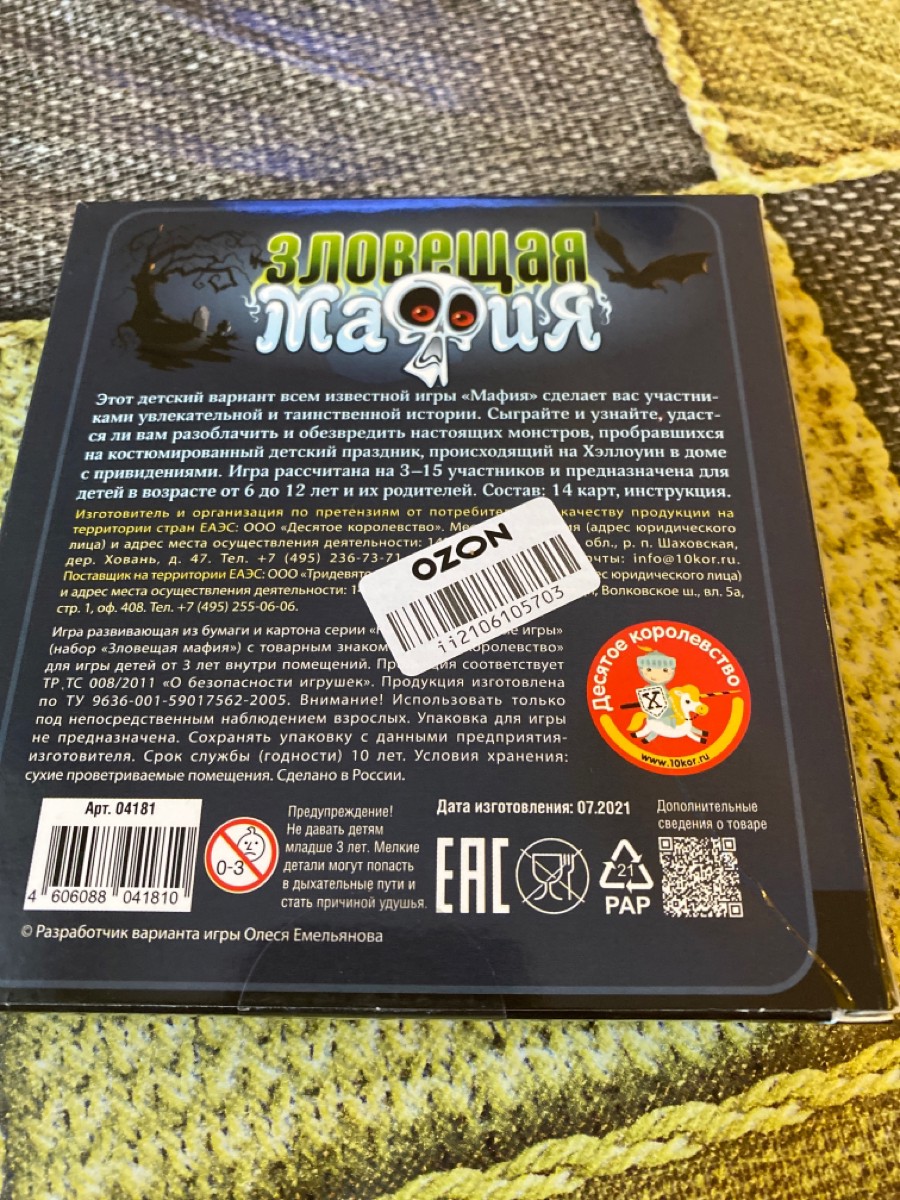 ЗЛОВЕЩАЯ
МАФИЯ
Этот детский вариант всем известной игры «Мафия» сделает вас участни-
ками увлекательной и таинственной истории. Сыграйте и узнайте, удаст-
ся ли вам разоблачить и обезвредить настоящих монстров, пробравшихся
на костюмированный детский праздник, происходящий на Хэллоуин в доме
с привидениями. Игра рассчитана на 3–15 участников и предназначена для
детей в возрасте от 6 до 12 лет и их родителей. Состав: 14 карт, инструкция.
Изготовитель и организация по претензиям от потребите качеству продукции на
территории стран ЕАЭС: ООО «Десятое королевство». (адрес юридического
лица) и адрес места осуществления деятельности: обл., р. п. Шаховская,
дер. Ховань, д. 47. Тел. +7 (495) 236-73-71 info@10kor.ru.
Поставщик на территории ЕАЭС: ООО «Тридевято юридического лица)
и адрес места осуществления деятельности: Волковское ш., вл. 5а,
стр. 1, оф. 408. Тел. +7 (495) 255-06-06.
OZON
ii2106105703
Игра развивающая из бумаги и картона серии игры»
(набор «Зловещая мафия») с товарным знаком королевство»
для игры детей от 3 лет внутри помещений. соответствует
ТР ТС 008/2011 «О безопасности игрушек». Продукция изготовлена
по ТУ 9636-001-59017562-2005. Внимание! Использовать только
под непосредственным наблюдением взрослых. Упаковка для игры
не предназначена. Сохранять упаковку с данными предприятия-
изготовителя. Срок службы (годности) 10 лет. Условия хранения:
сухие проветриваемые помещения. Сделано в России.
Десятое королевство
X
www.10kor.ru
Арт. 04181
4 606088 041810
0-3
Предупреждение!
Не давать детям
младше 3 лет. Мелкие
детали могут попасть
в дыхательные пути и
стать причиной удушья.
Дата изготовления: 07.2021
EAC
21
PAP
Дополнительные
сведения о товаре
© Разработчик варианта игры Олеся Емельянова